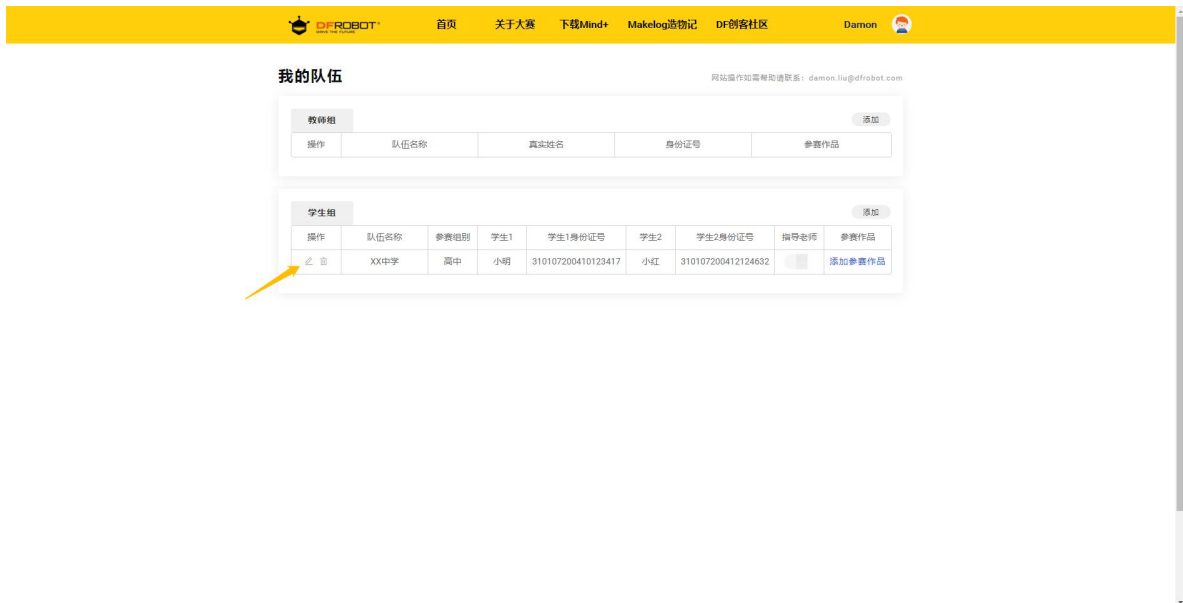 DFROBOT 首页 关于大赛 下载Mind+ Makelog造物记 DF创客社区 Damon
DRIVE THE FUTURE
我的队伍 网站操作如需帮助请联系：damon.liu@dfrobot.com
教师组 添加
操作 队伍名称 真实姓名 身份证号 参赛作品
学生组 添加
操作 队伍名称 参赛组别 学生1 学生1身份证号 学生2 学生2身份证号 指导老师 参赛作品
XX中学 高中 小明 310107200410123417 小红 310107200412124632 添加参赛作品